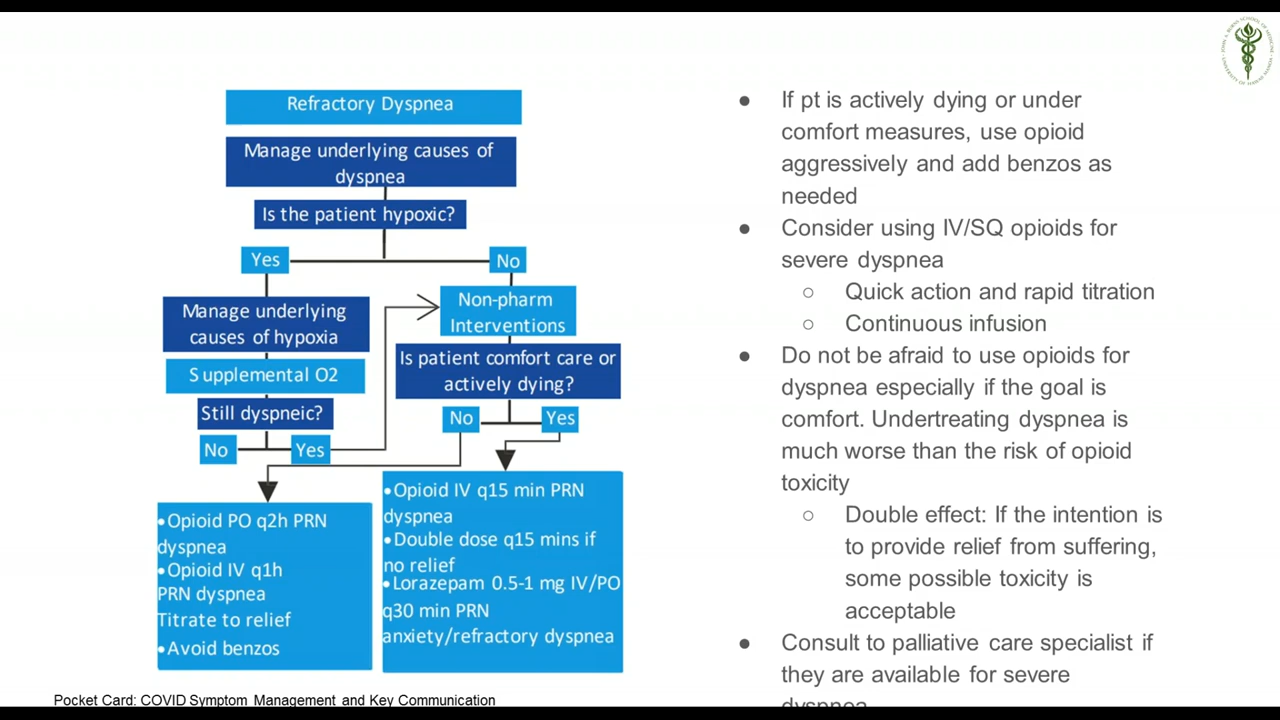 Refractory Dyspnea
Manage underlying causes of
dyspnea
Is the patient hypoxic?
Yes
No
Manage underlying
causes of hypoxia
Supplemental O2
Still dyspneic?
No
Yes
Non-pharm
Interventions
Is patient comfort care or
actively dying?
No
Yes
•Opioid PO q2h PRN
dyspnea
•Opioid IV q1h
PRN dyspnea
Titrate to relief
•Avoid benzos
•Opioid IV q15 min PRN
dyspnea
•Double dose q15 mins if
no relief
•Lorazepam 0.5-1 mg IV/PO
q30 min PRN
anxiety/refractory dyspnea
● If pt is actively dying or under
comfort measures, use opioid
aggressively and add benzos as
needed
● Consider using IV/SQ opioids for
severe dyspnea
○ Quick action and rapid titration
○ Continuous infusion
● Do not be afraid to use opioids for
dyspnea especially if the goal is
comfort. Undertreating dyspnea is
much worse than the risk of opioid
toxicity
○ Double effect: If the intention is
to provide relief from suffering,
some possible toxicity is
acceptable
● Consult to palliative care specialist if
they are available for severe
dyspnea
Pocket Card: COVID Symptom Management and Key Communication